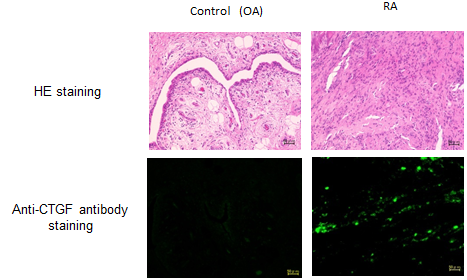 Control (OA)
RA
HE staining
Anti-CTGF antibody
staining